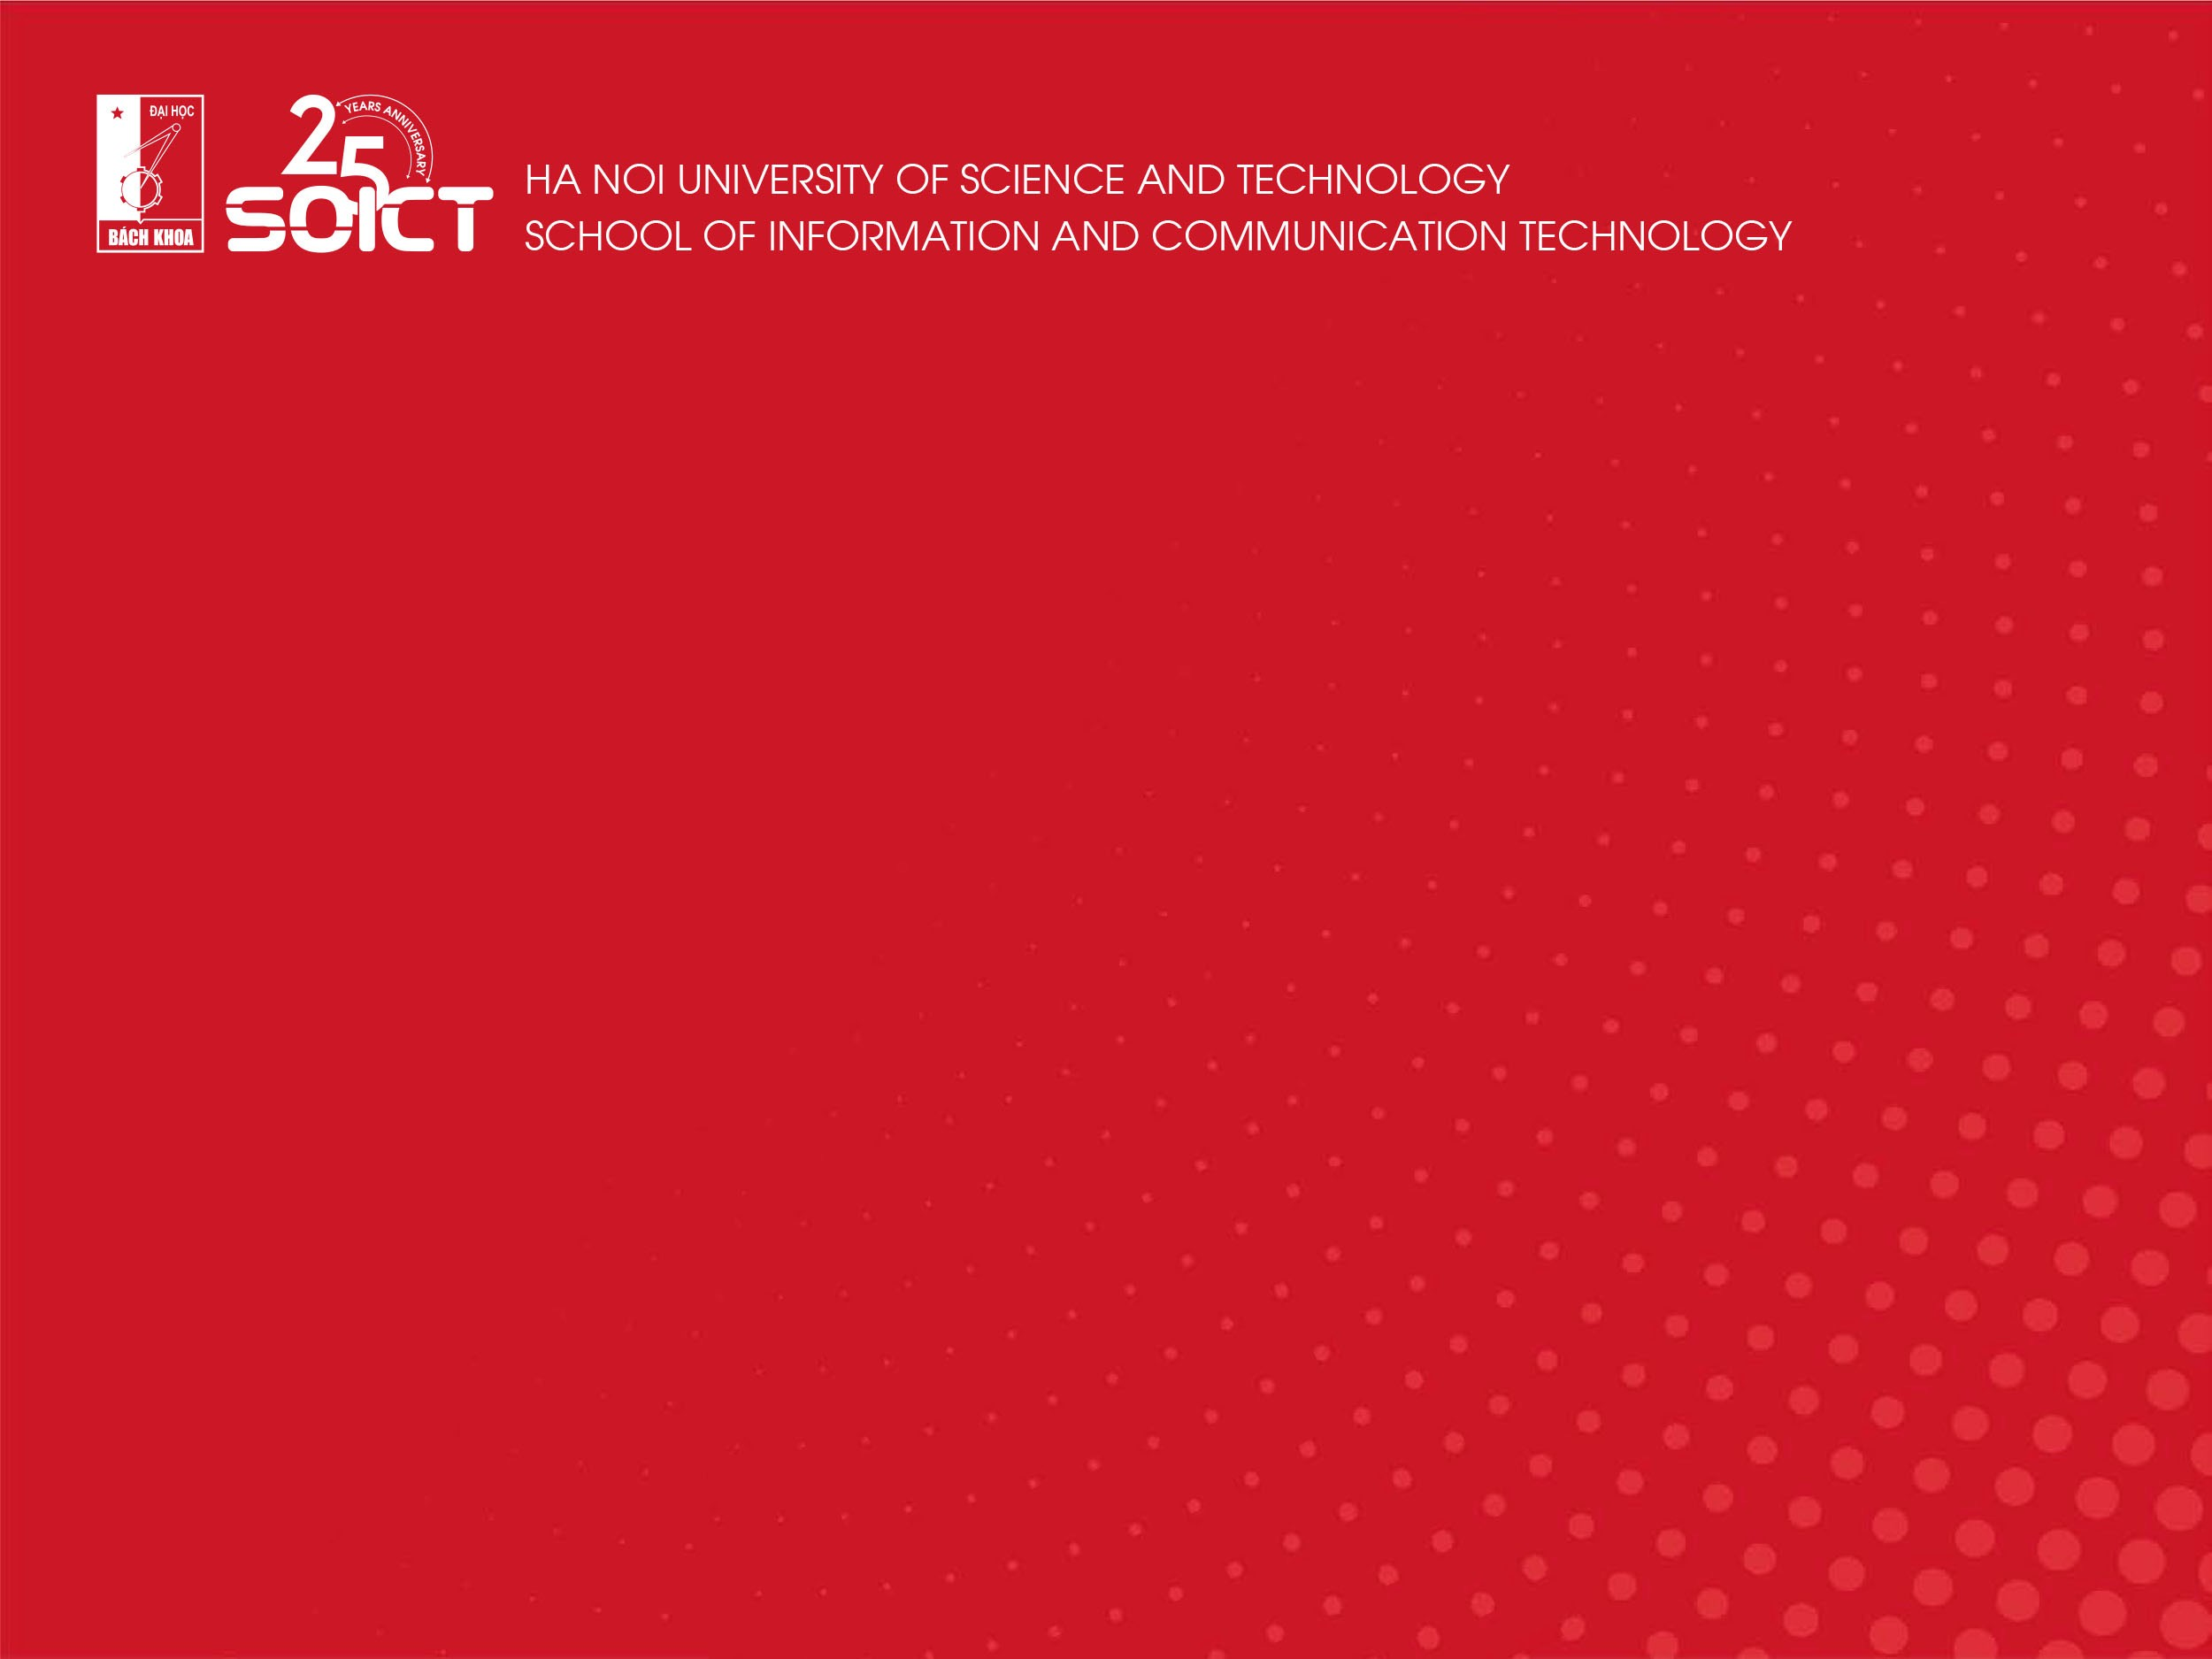 ĐẠI HỌC
BÁCH KHOA
25
YEARS ANNIVERSARY
SOICT
HA NOI UNIVERSITY OF SCIENCE AND TECHNOLOGY
SCHOOL OF INFORMATION AND COMMUNICATION TECHNOLOGY